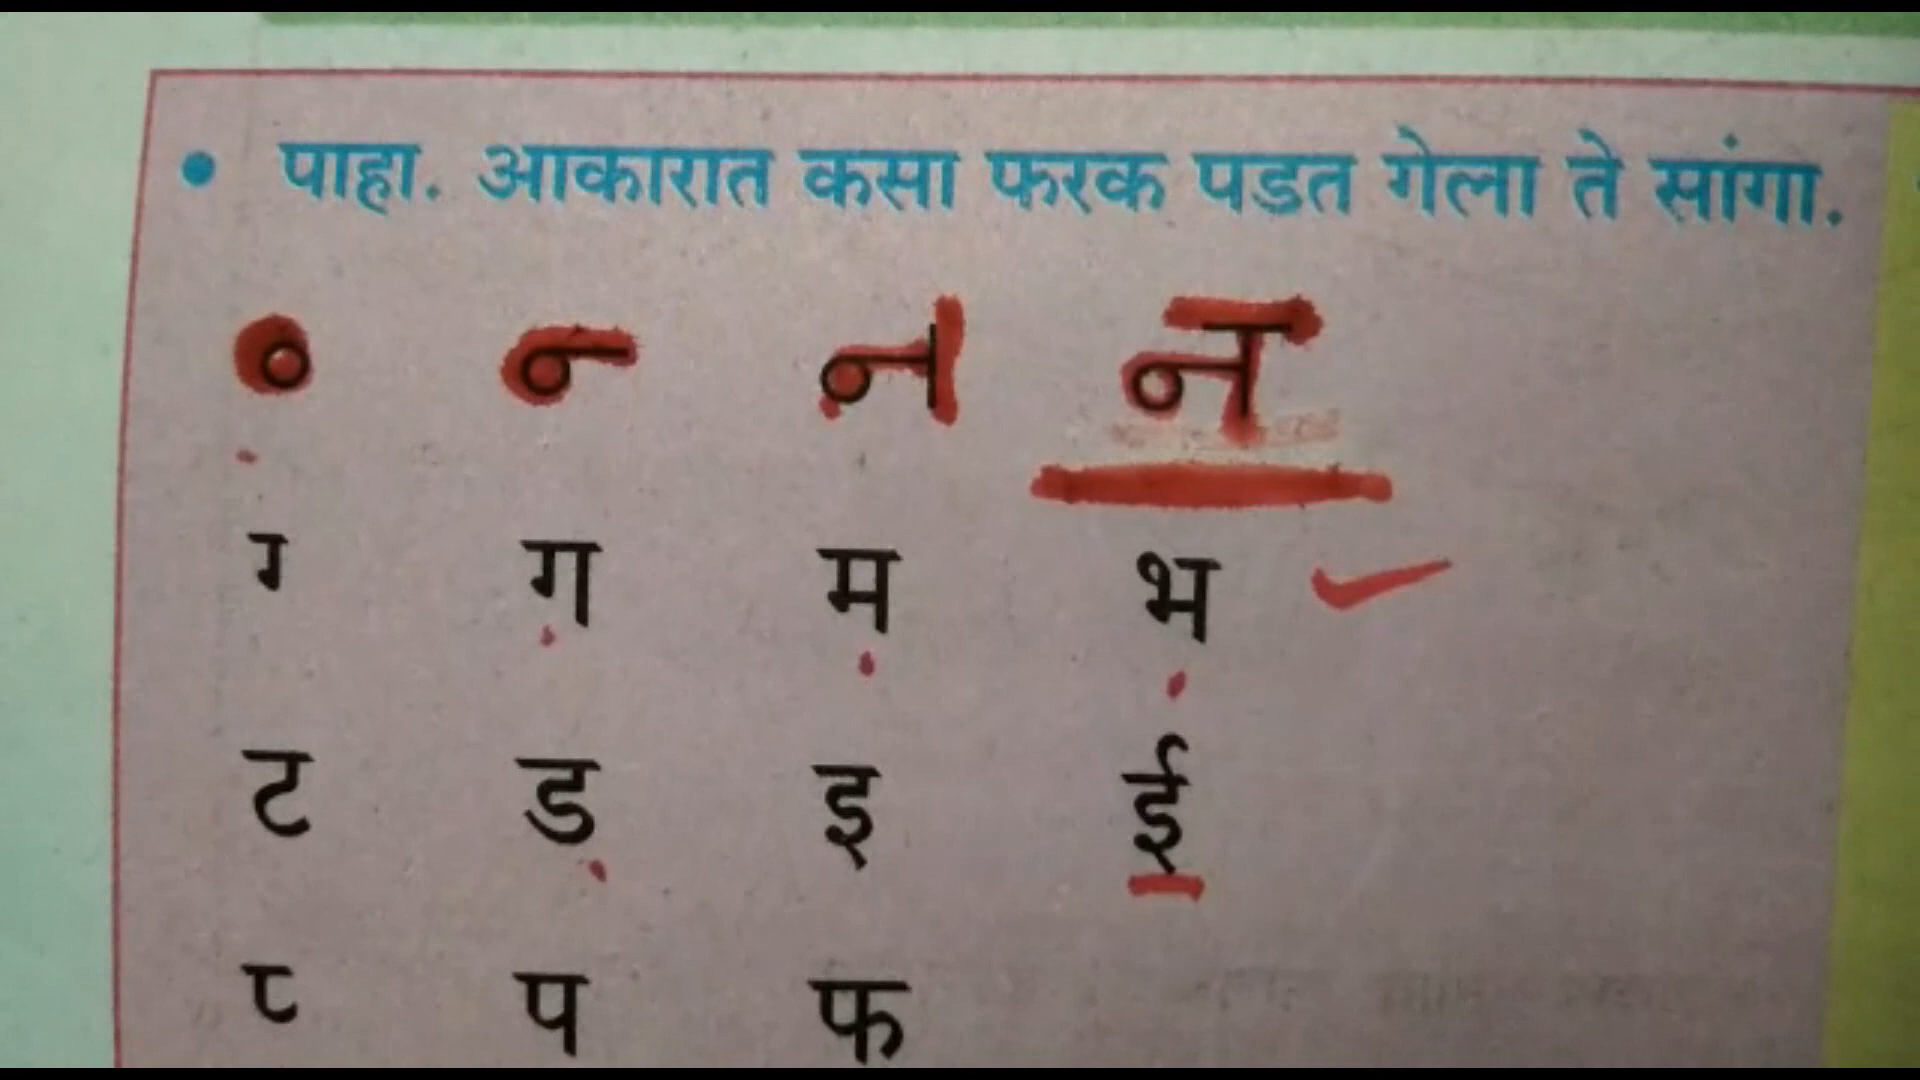 • पाहा. आकारात कसा फरक पडत गेला ते सांगा.
न
ग म भ
ट ड इ ई
प फ